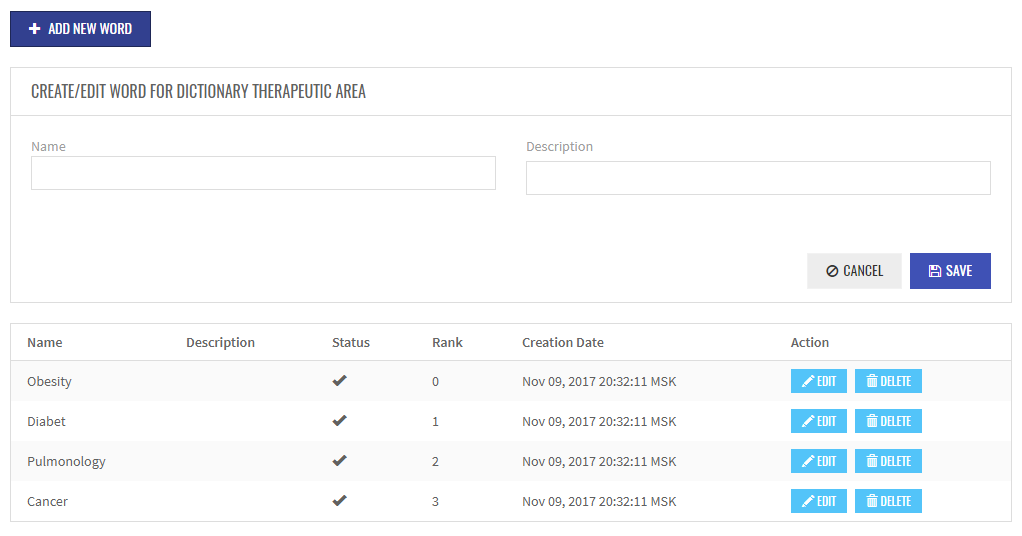 ADD NEW WORD
CREATE/EDIT WORD FOR DICTIONARY THERAPEUTIC AREA
Name Description
CANCEL SAVE
Name Description Status Rank Creation Date Action
Obesity 0 Nov 09, 2017 20:32:11 MSK EDIT DELETE
Diabet 1 Nov 09, 2017 20:32:11 MSK EDIT DELETE
Pulmonology 2 Nov 09, 2017 20:32:11 MSK EDIT DELETE
Cancer 3 Nov 09, 2017 20:32:11 MSK EDIT DELETE